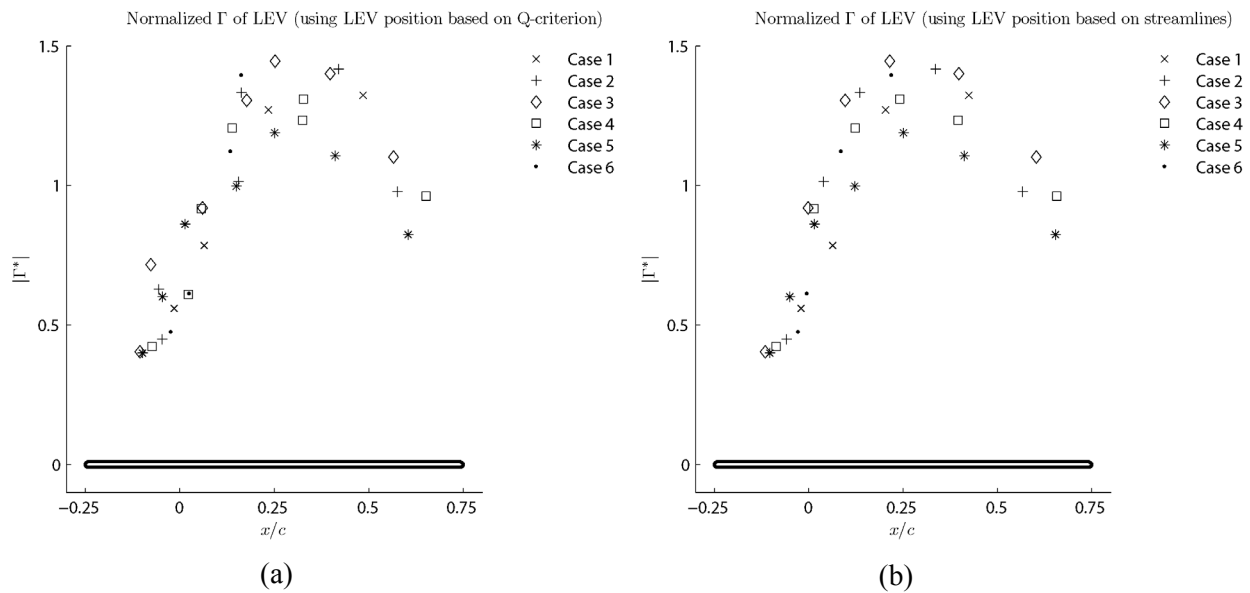 Normalized Γ of LEV (using LEV position based on Q-criterion)
1.5
1
0.5
0
|Γ*|
−0.25
0
0.25
0.5
0.75
x/c
Case 1
Case 2
Case 3
Case 4
Case 5
Case 6
(a)
Normalized Γ of LEV (using LEV position based on streamlines)
1.5
1
0.5
0
|Γ*|
−0.25
0
0.25
0.5
0.75
x/c
Case 1
Case 2
Case 3
Case 4
Case 5
Case 6
(b)